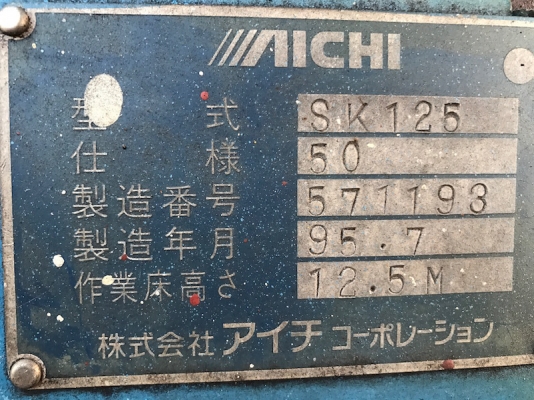 AICHI
型式 SK125
仕様 50
製造番号 571193
製造年月 95.7
作業床高さ 12.5M
株式会社 アイチ コーポレーション